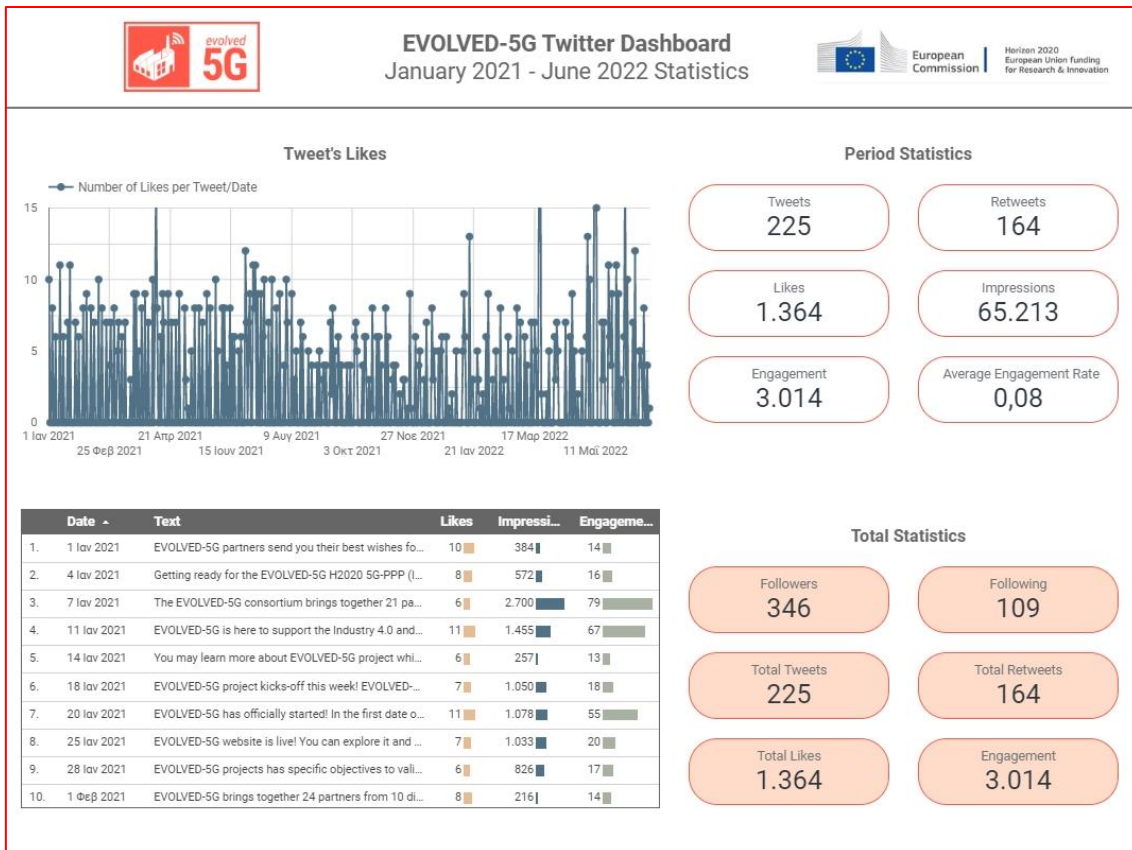 evolved
5G
EVOLVED-5G Twitter Dashboard
January 2021 - June 2022 Statistics
European
Commission
Horizon 2020
European Union funding
for Research & Innovation
Tweet's Likes
Number of Likes per Tweet/Date
15
10
5
0
1 Ιαν 2021 21 Απρ 2021 9 Αυγ 2021 27 Νοε 2021 17 Μαρ 2022
25 Φεβ 2021 15 Ιουν 2021 3 Οκτ 2021 21 Ιαν 2022 11 Μαΐ 2022
Period Statistics
Tweets
225
Retweets
164
Likes
1.364
Impressions
65.213
Engagement
3.014
Average Engagement Rate
0,08
Date Text Likes Impressi... Engageme...
1. 1 Ιαν 2021 EVOLVED-5G partners send you their best wishes fo... 10 384 14
2. 4 Ιαν 2021 Getting ready for the EVOLVED-5G H2020 5G-PPP (I... 8 572 16
3. 7 Ιαν 2021 The EVOLVED-5G consortium brings together 21 pa... 6 2.700 79
4. 11 Ιαν 2021 EVOLVED-5G is here to support the Industry 4.0 and... 11 1.455 67
5. 14 Ιαν 2021 You may learn more about EVOLVED-5G project whi... 6 257 13
6. 18 Ιαν 2021 EVOLVED-5G project kicks-off this week! EVOLVED-... 7 1.050 18
7. 20 Ιαν 2021 EVOLVED-5G has officially started! In the first date o... 11 1.078 55
8. 25 Ιαν 2021 EVOLVED-5G website is live! You can explore it and ... 7 1.033 20
9. 28 Ιαν 2021 EVOLVED-5G projects has specific objectives to vali... 6 826 17
10. 1 Φεβ 2021 EVOLVED-5G brings together 24 partners from 10 di... 8 216 14
Total Statistics
Followers
346
Following
109
Total Tweets
225
Total Retweets
164
Total Likes
1.364
Engagement
3.014